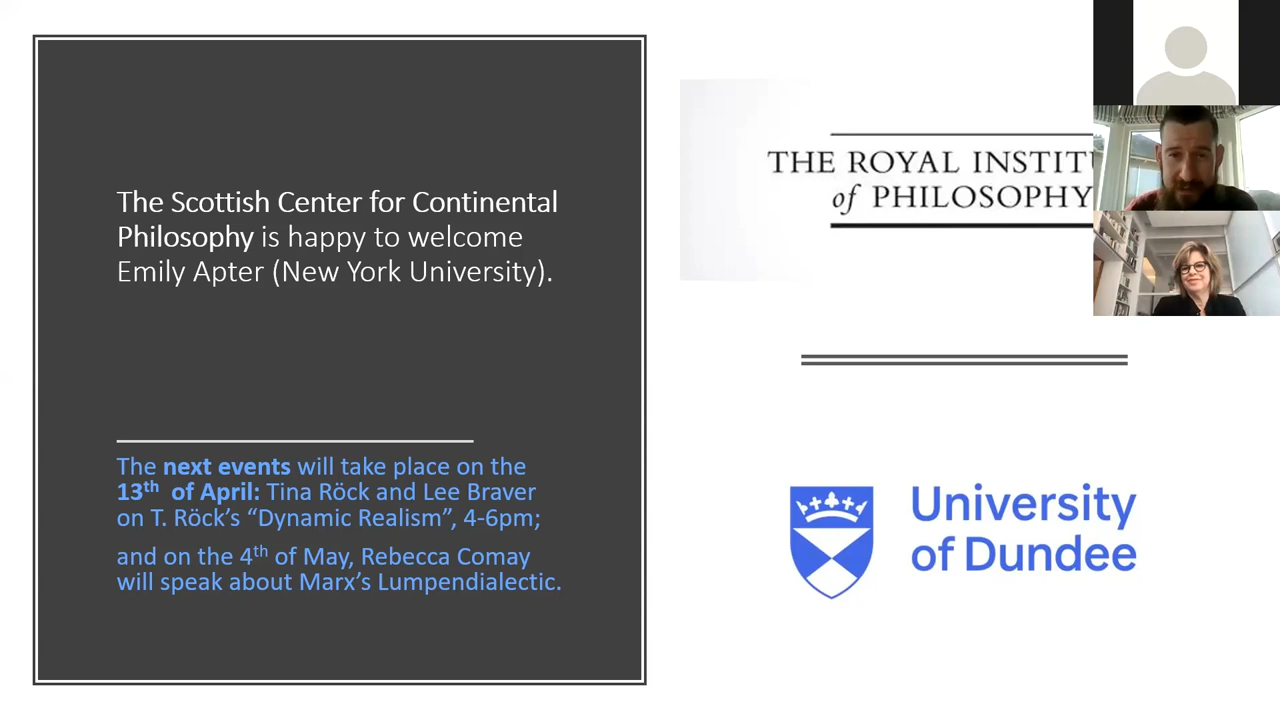 The Scottish Center for Continental
Philosophy is happy to welcome
Emily Apter (New York University).
The next events will take place on the
13th of April: Tina Röck and Lee Braver
on T. Röck's “Dynamic Realism”, 4-6pm;
and on the 4th of May, Rebecca Comay
will speak about Marx's Lumpendialectic.
THE ROYAL INSTIT
of PHILOSOPHY
University
of Dundee